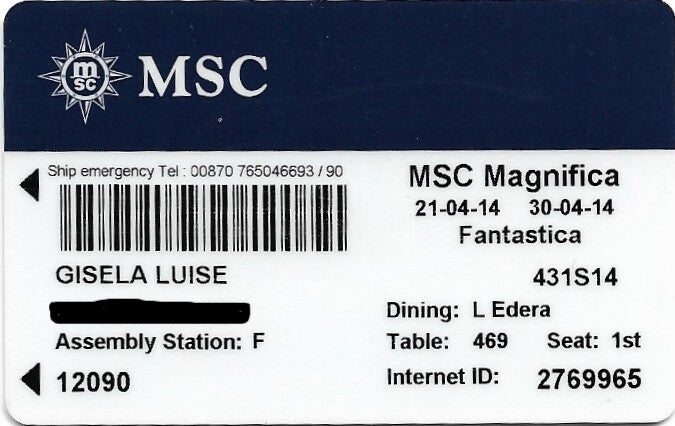 m
SC
MSC
Ship emergency Tel : 00870 765046693 / 90
MSC Magnifica
21-04-14 30-04-14
Fantastica
GISELA LUISE
431S14
Dining: L Edera
Assembly Station: F
Table: 469 Seat: 1st
12090
Internet ID: 2769965